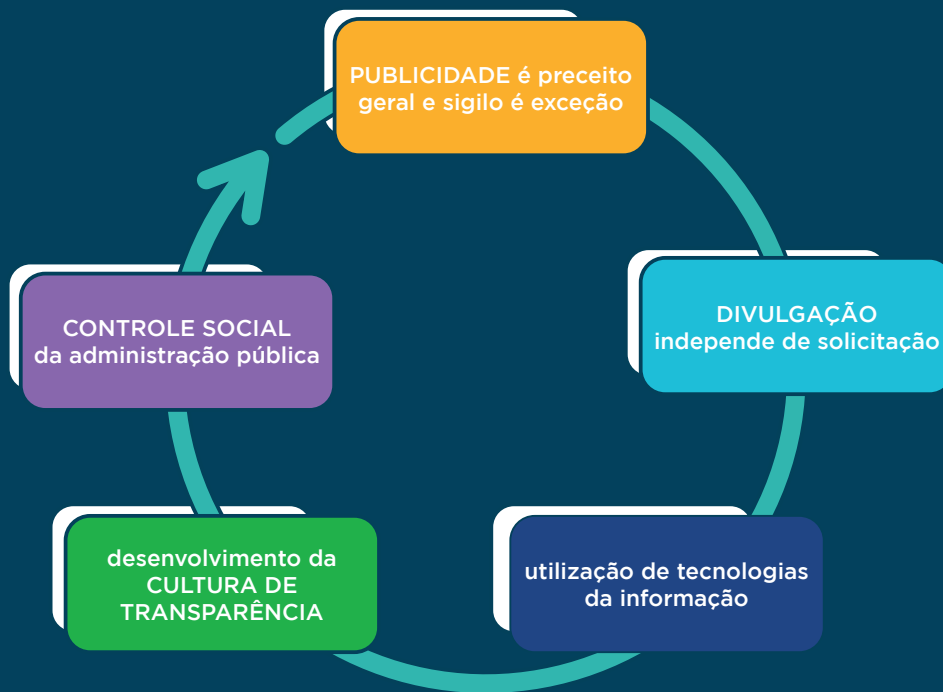 PUBLICIDADE é preceito
geral e sigilo é exceção
DIVULGAÇÃO
independe de solicitação
utilização de tecnologias
da informação
desenvolvimento da
CULTURA DE
TRANSPARÊNCIA
CONTROLE SOCIAL
da administração pública